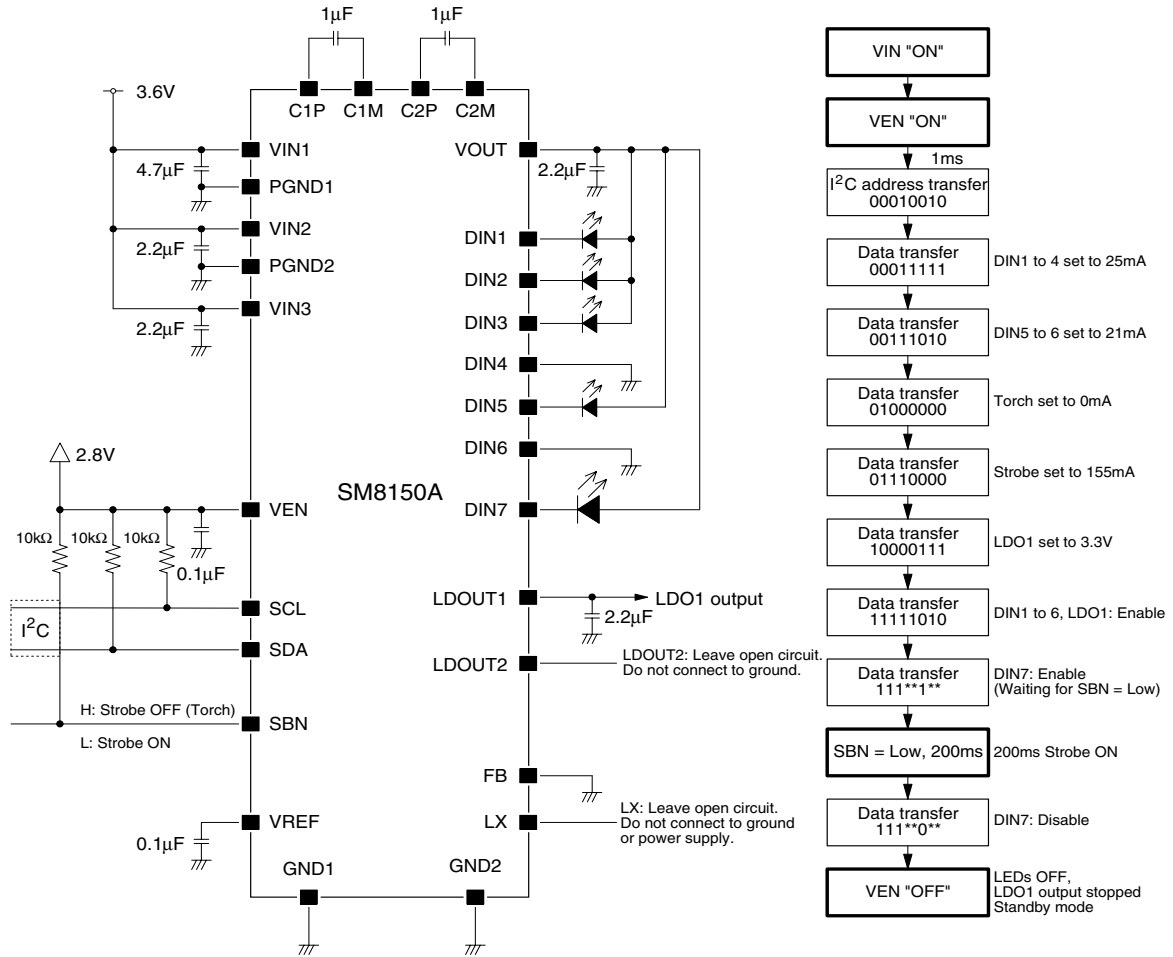 1µF
1µF
3.6V
C1P
C1M
C2P
C2M
VIN1
VOUT
4.7µF
2.2µF
PGND1
VIN2
DIN1
2.2µF
PGND2
DIN2
VIN3
DIN3
2.2µF
DIN4
DIN5
2.8V
DIN6
SM8150A
VEN
DIN7
10kΩ
10kΩ
10kΩ
0.1µF
SCL
LDOUT1
LDO1 output
I²C
2.2µF
SDA
LDOUT2
LDOUT2: Leave open circuit.
Do not connect to ground.
H: Strobe OFF (Torch)
SBN
L: Strobe ON
FB
VREF
LX
LX: Leave open circuit.
Do not connect to ground
or power supply.
0.1µF
GND1
GND2
VIN "ON"
VEN "ON"
1ms
I²C address transfer
00010010
Data transfer
00011111
DIN1 to 4 set to 25mA
Data transfer
00111010
DIN5 to 6 set to 21mA
Data transfer
01000000
Torch set to 0mA
Data transfer
01110000
Strobe set to 155mA
Data transfer
10000111
LDO1 set to 3.3V
Data transfer
11111010
DIN1 to 6, LDO1: Enable
Data transfer
111**1**
DIN7: Enable
(Waiting for SBN = Low)
SBN = Low, 200ms
200ms Strobe ON
Data transfer
111**0**
DIN7: Disable
VEN "OFF"
LEDs OFF,
LDO1 output stopped
Standby mode